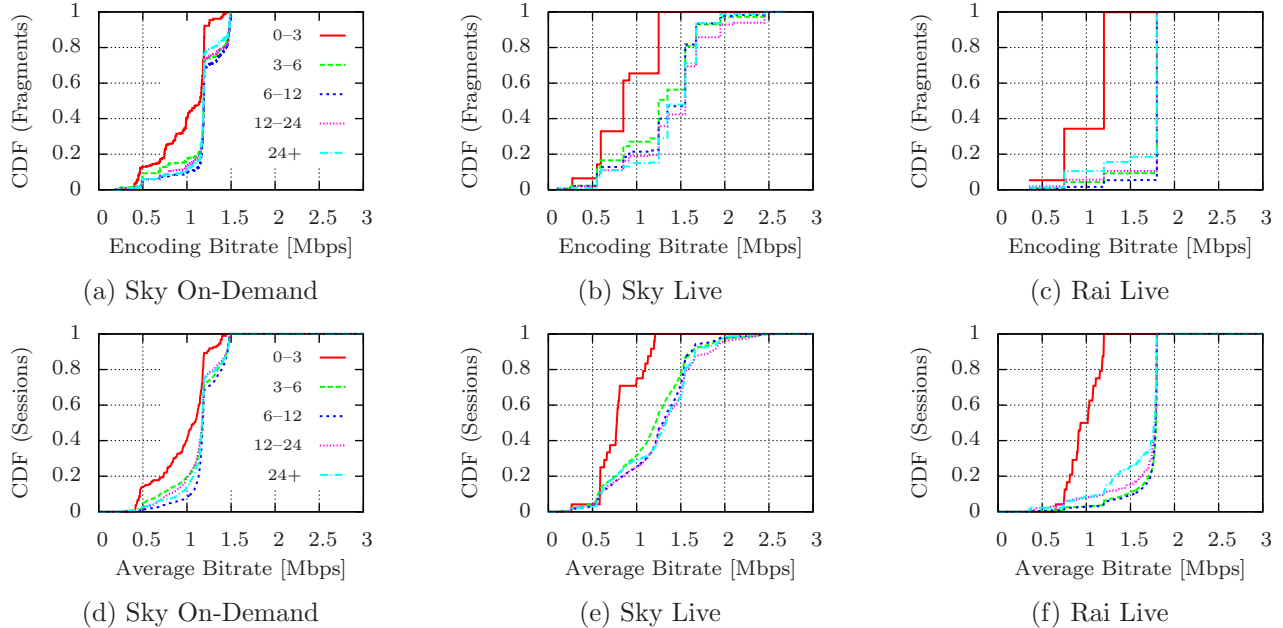 CDF (Fragments)
1
0.8
0.6
0.4
0.2
0
0–3
3–6
6–12
12–24
24+
0 0.5 1 1.5 2 2.5 3
Encoding Bitrate [Mbps]
(a) Sky On-Demand
CDF (Fragments)
1
0.8
0.6
0.4
0.2
0
0 0.5 1 1.5 2 2.5 3
Encoding Bitrate [Mbps]
(b) Sky Live
CDF (Fragments)
1
0.8
0.6
0.4
0.2
0
0 0.5 1 1.5 2 2.5 3
Encoding Bitrate [Mbps]
(c) Rai Live
CDF (Sessions)
1
0.8
0.6
0.4
0.2
0
0–3
3–6
6–12
12–24
24+
0 0.5 1 1.5 2 2.5 3
Average Bitrate [Mbps]
(d) Sky On-Demand
CDF (Sessions)
1
0.8
0.6
0.4
0.2
0
0 0.5 1 1.5 2 2.5 3
Average Bitrate [Mbps]
(e) Sky Live
CDF (Sessions)
1
0.8
0.6
0.4
0.2
0
0 0.5 1 1.5 2 2.5 3
Average Bitrate [Mbps]
(f) Rai Live